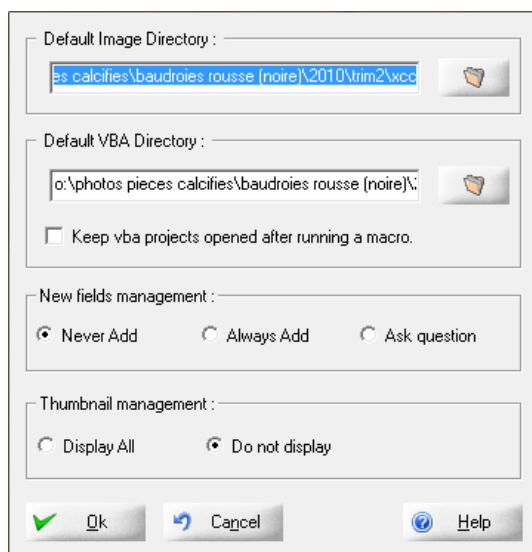 Default Image Directory :
es calcifies\baudroies rousse (noire)\2010\trim2\xcc
Default VBA Directory :
o:\photos pieces calcifies\baudroies rousse (noire)\
Keep vba projects opened after running a macro.
New fields management :
Never Add Always Add Ask question
Thumbnail management :
Display All Do not display
Ok Cancel Help